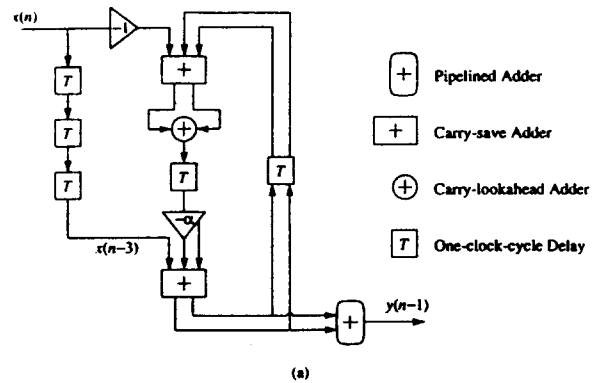 x(n)
-1
+
T
+ Pipelined Adder
T
+ Carry-save Adder
+
T
T
T
+ Carry-lookahead Adder
-α
x(n-3)
T One-clock-cycle Delay
+
+
y(n-1)
(a)